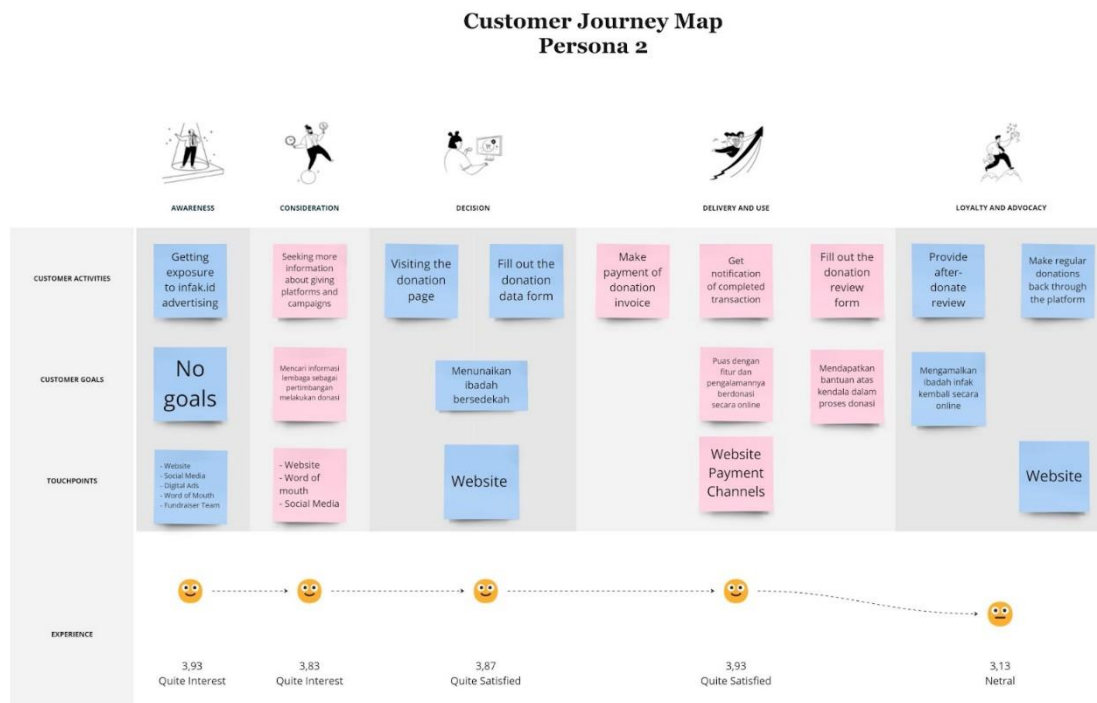 Customer Journey Map
Persona 2
AWARENESS
CONSIDERATION
DECISION
DELIVERY AND USE
LOYALTY AND ADVOCACY
CUSTOMER ACTIVITIES
Getting
exposure
to infak.id
advertising
Seeking more
information
about giving
platforms and
campaigns
Visiting the
donation
page
Fill out the
donation
data form
Make
payment of
donation
invoice
Get
notification
of completed
transaction
Fill out the
donation
review
form
Provide
after-
donate
review
Make regular
donations
back through
the platform
CUSTOMER GOALS
No
goals
Mencari informasi
lembaga sebagai
pertimbangan
melakukan donasi
Menunaikan
ibadah
bersedekah
Puas dengan
fitur dan
pengalamannya
berdonasi
secara online
Mendapatkan
bantuan atas
kendala dalam
proses donasi
Mengamalkan
ibadah infak
kembali secara
online
TOUCHPOINTS
- Website
- Social Media
- Digital Ads
- Word of Mouth
- Fundraiser Team
- Website
- Word of
mouth
- Social Media
Website
Website
Payment
Channels
Website
EXPERIENCE
3,93
Quite Interest
3,83
Quite Interest
3,87
Quite Satisfied
3,93
Quite Satisfied
3,13
Netral